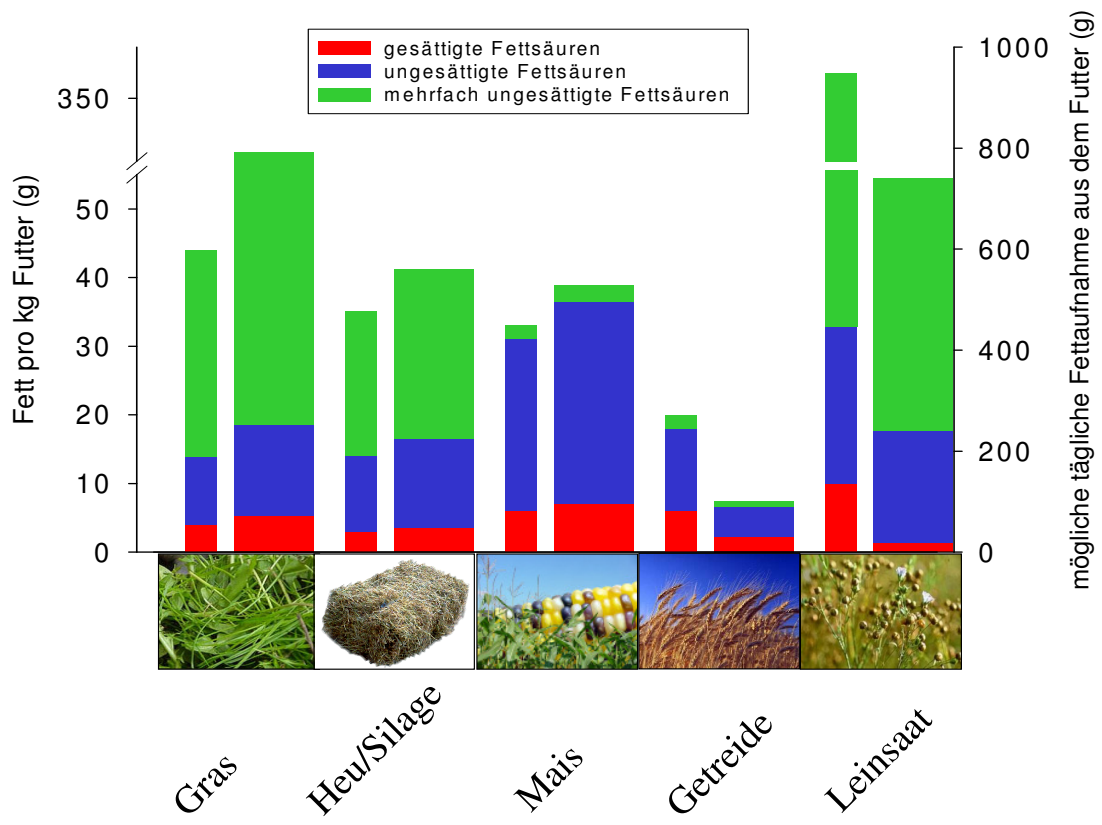 gesättigte Fettsäuren
ungesättigte Fettsäuren
mehrfach ungesättigte Fettsäuren
Fett pro kg Futter (g)
350
50
40
30
20
10
0
mögliche tägliche Fettaufnahme aus dem Futter (g)
1000
800
600
400
200
0
Gras
Heu/Silage
Mais
Getreide
Leinsaat